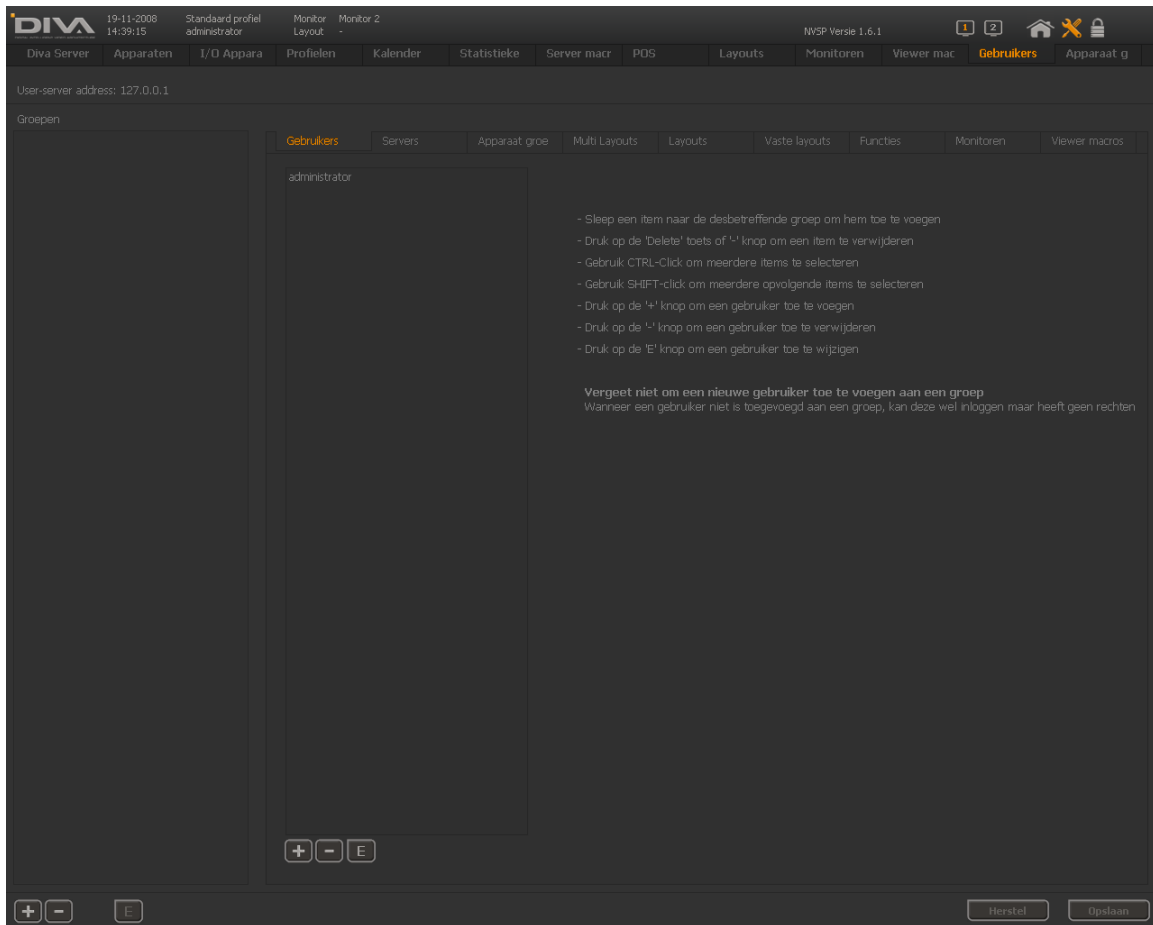 DIVA
19-11-2008 Standaard profiel Monitor Monitor 2
14:39:15 administrator Layout - NVSP Versie 1.6.1 1 2
Diva Server Apparaten I/O Appara Profielen Kalender Statistieke Server macr POS Layouts Monitoren Viewer mac Gebruikers Apparaat g
User-server address: 127.0.0.1
Groepen
Gebruikers Servers Apparaat groe Multi Layouts Layouts Vaste layouts Functies Monitoren Viewer macros
administrator
- Sleep een item naar de desbetreffende groep om hem toe te voegen
- Druk op de 'Delete' toets of '-' knop om een item te verwijderen
- Gebruik CTRL-Click om meerdere items te selecteren
- Gebruik SHIFT-click om meerdere opvolgende items te selecteren
- Druk op de '+' knop om een gebruiker toe te voegen
- Druk op de '-' knop om een gebruiker toe te verwijderen
- Druk op de 'E' knop om een gebruiker toe te wijzigen
Vergeet niet om een nieuwe gebruiker toe te voegen aan een groep
Wanneer een gebruiker niet is toegevoegd aan een groep, kan deze wel inloggen maar heeft geen rechten
+ - E
+ - E Herstel Opslaan